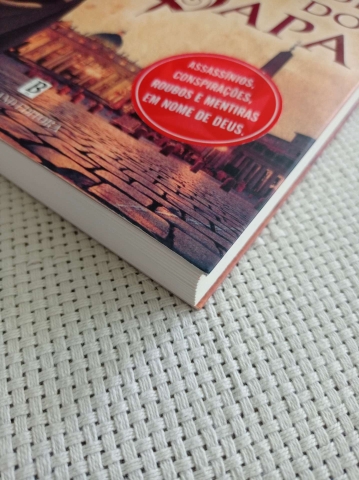 DO
PAPA
ASSASSÍNIOS,
CONSPIRAÇÕES,
ROUBOS E MENTIRAS
EM NOME DE DEUS.
B